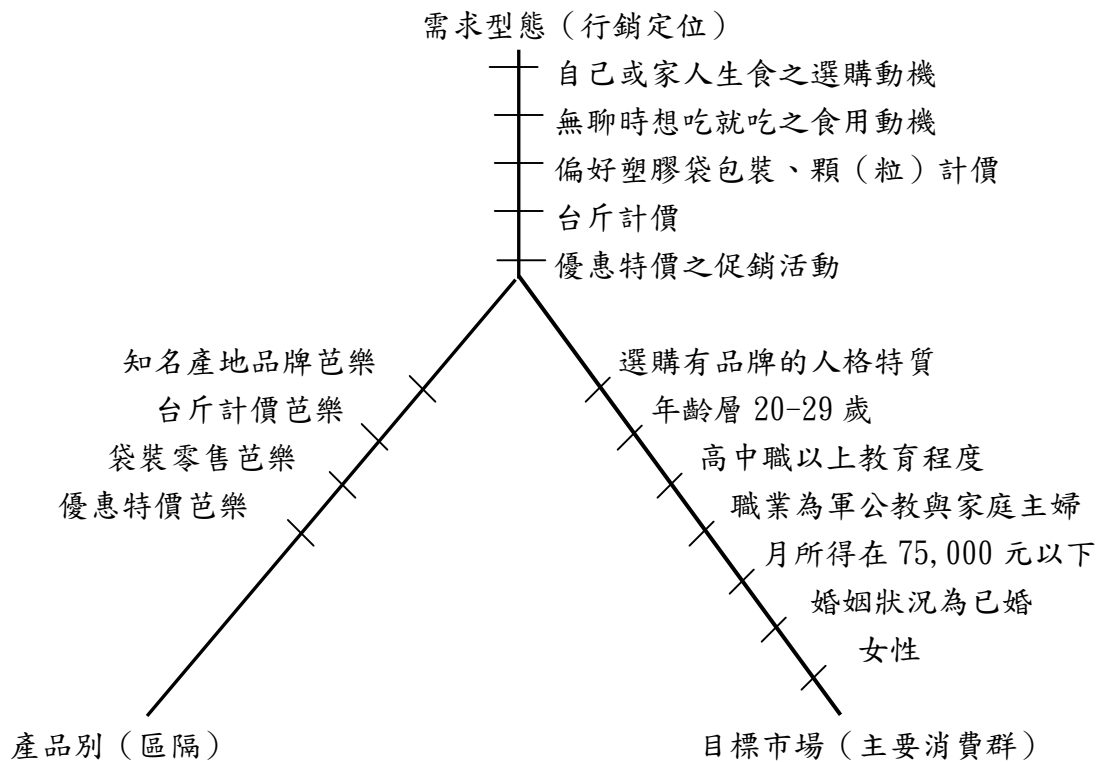 需求型態（行銷定位）
自己或家人生食之選購動機
無聊時想吃就吃之食用動機
偏好塑膠袋包裝、顆（粒）計價
台斤計價
優惠特價之促銷活動
知名產地品牌芭樂
台斤計價芭樂
袋裝零售芭樂
優惠特價芭樂
選購有品牌的人格特質
年齡層 20-29 歲
高中職以上教育程度
職業為軍公教與家庭主婦
月所得在 75,000 元以下
婚姻狀況為已婚
女性
產品別（區隔）
目標市場（主要消費群）